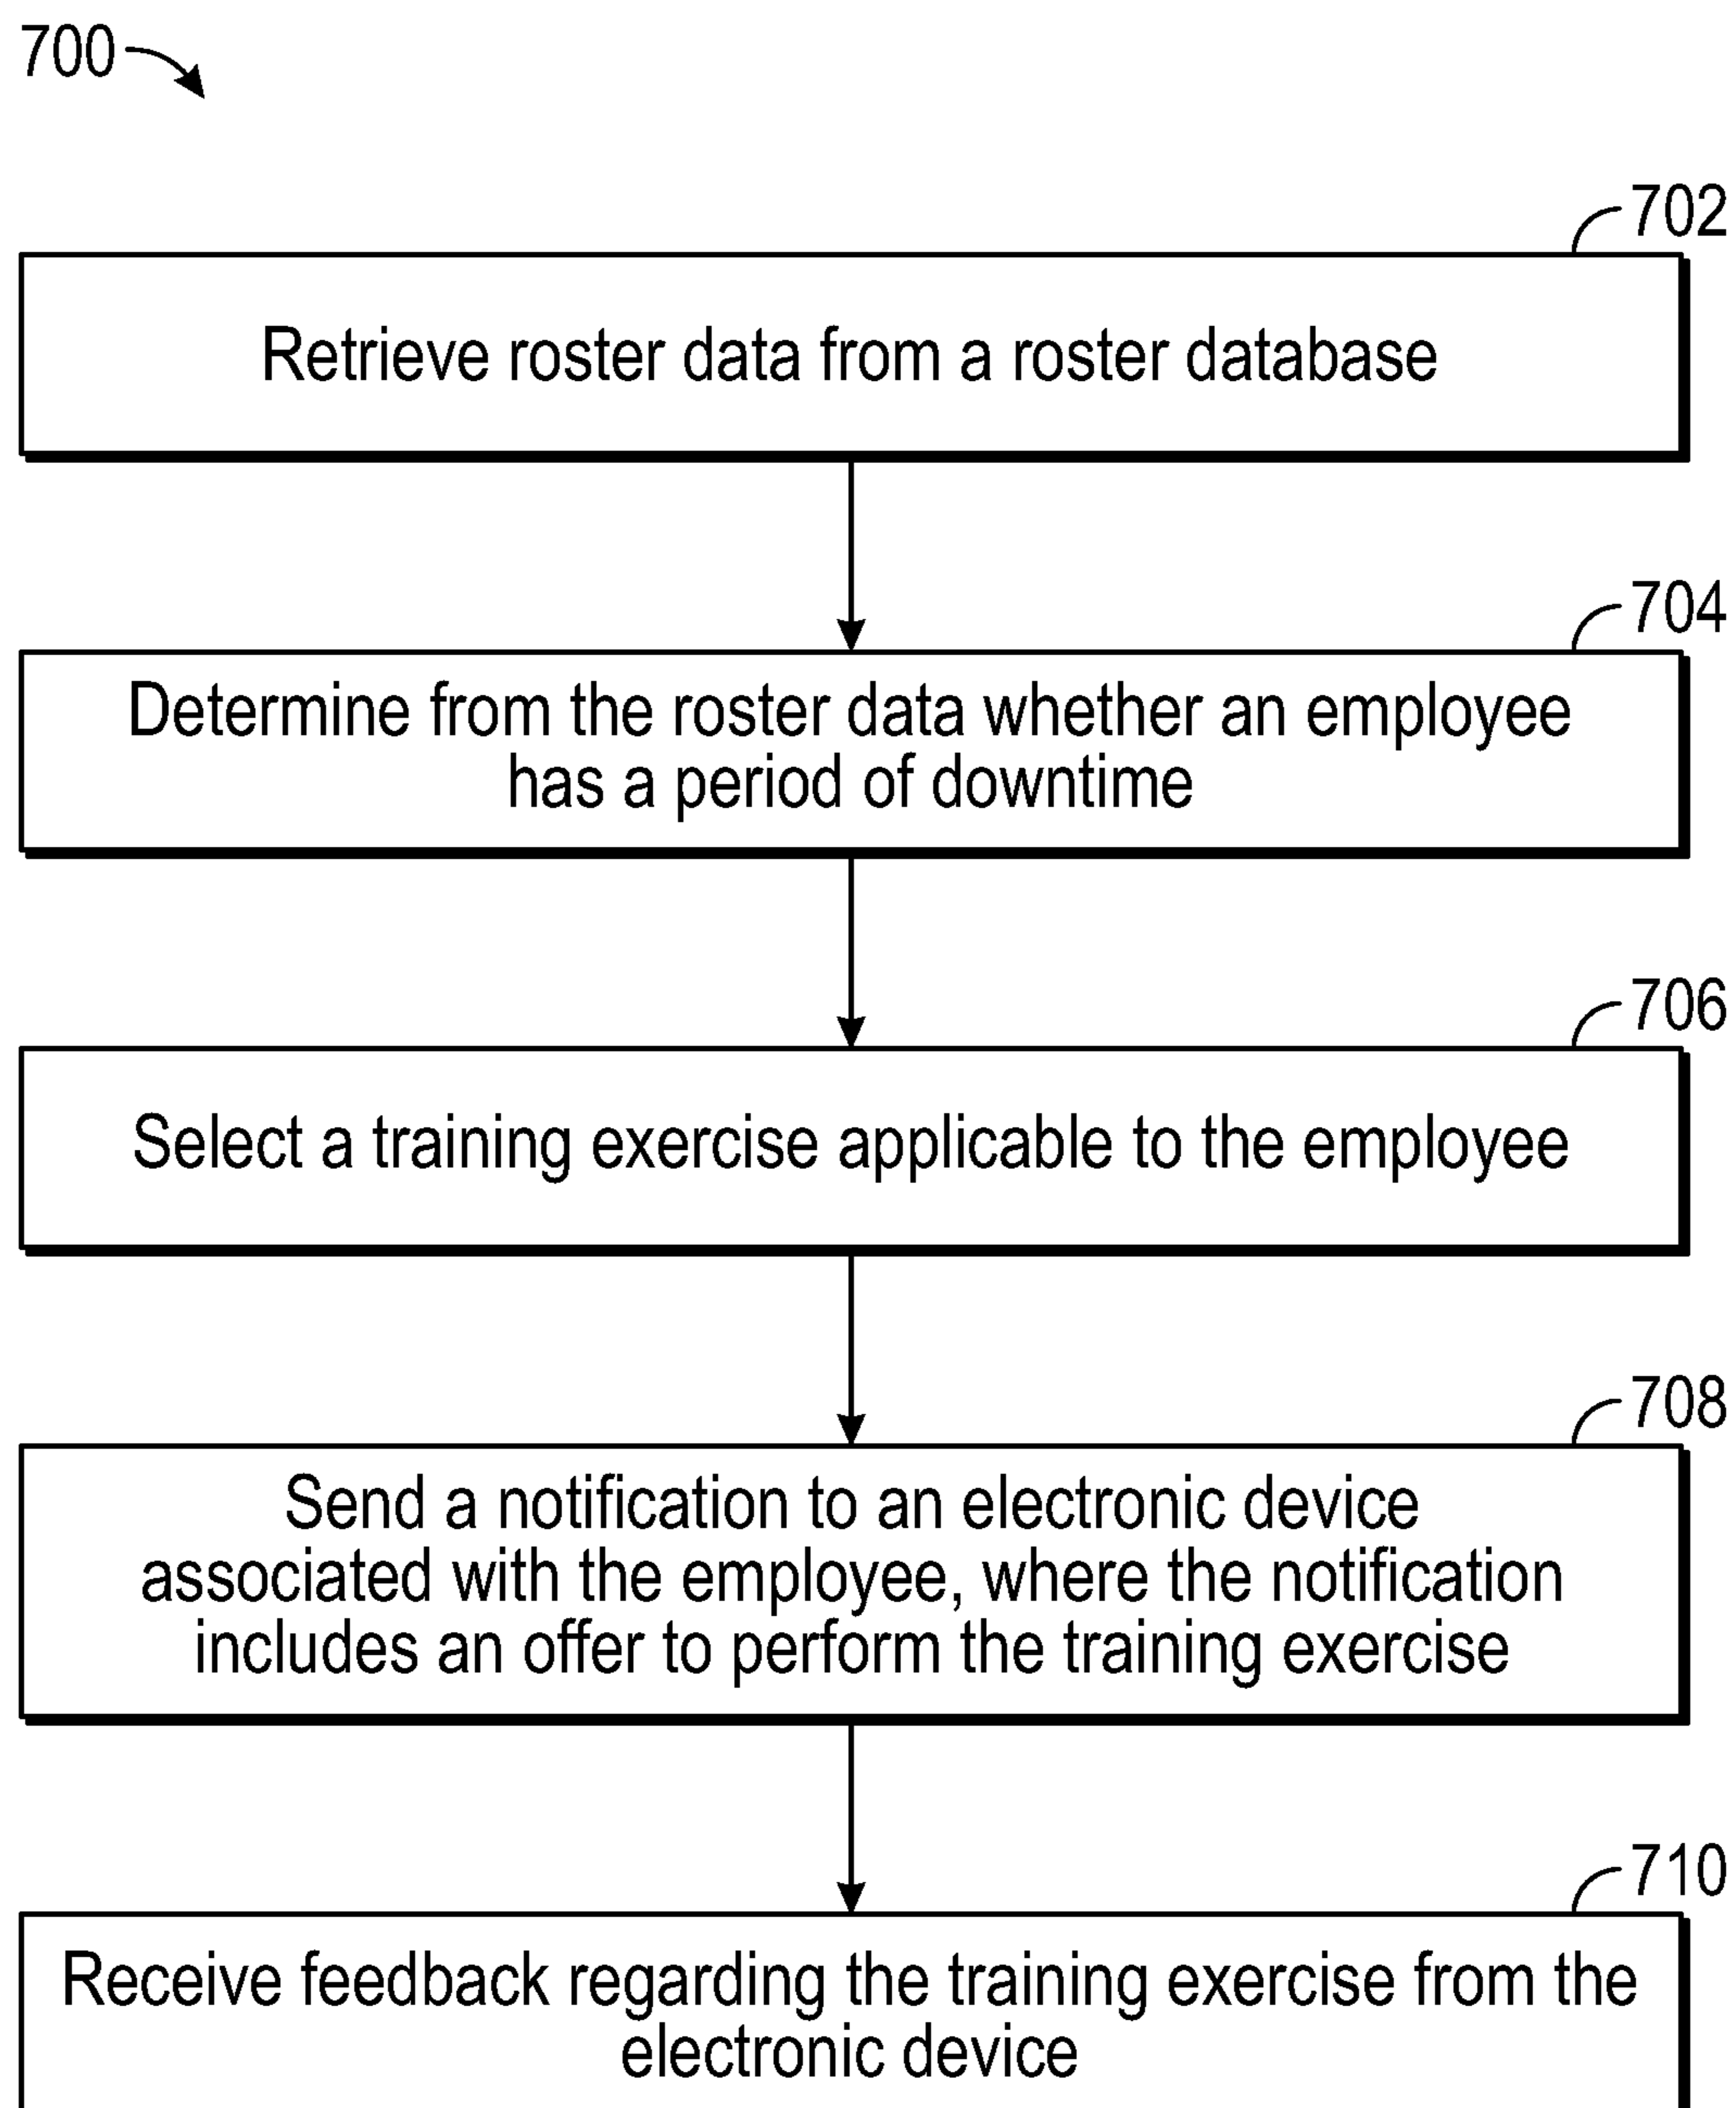 700
702
Retrieve roster data from a roster database
704
Determine from the roster data whether an employee
has a period of downtime
706
Select a training exercise applicable to the employee
708
Send a notification to an electronic device
associated with the employee, where the notification
includes an offer to perform the training exercise
710
Receive feedback regarding the training exercise from the
electronic device